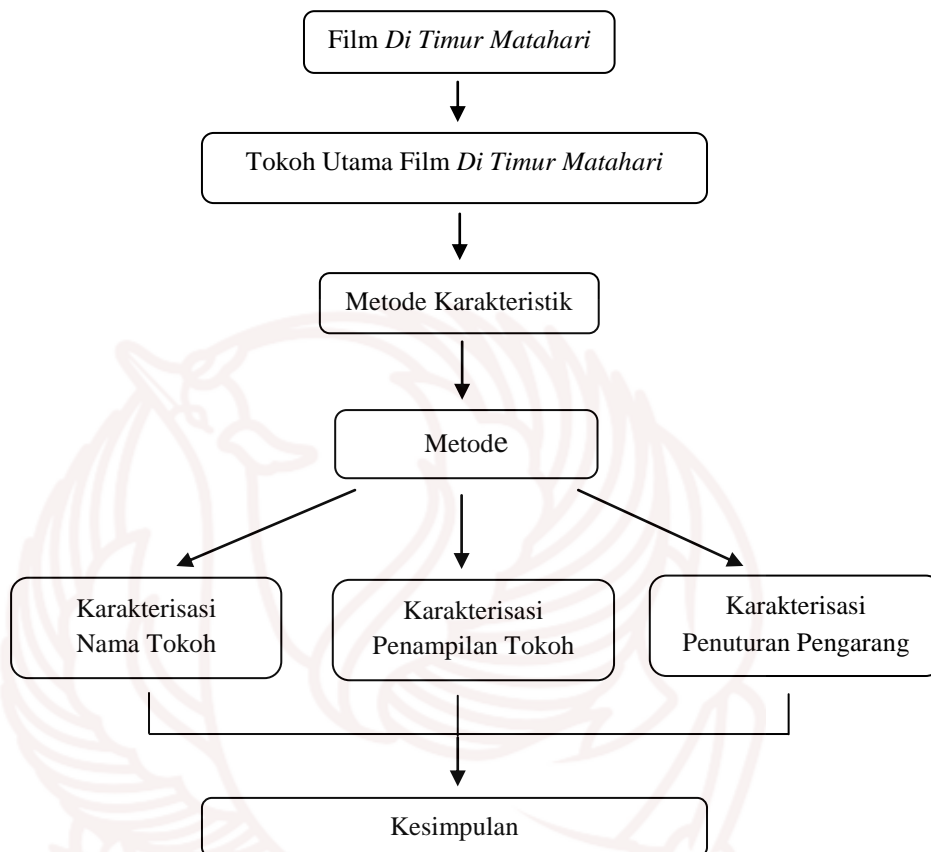 Film Di Timur Matahari
Tokoh Utama Film Di Timur Matahari
Metode Karakteristik
Metode
Karakterisasi
Nama Tokoh
Karakterisasi
Penampilan Tokoh
Karakterisasi
Penuturan Pengarang
Kesimpulan